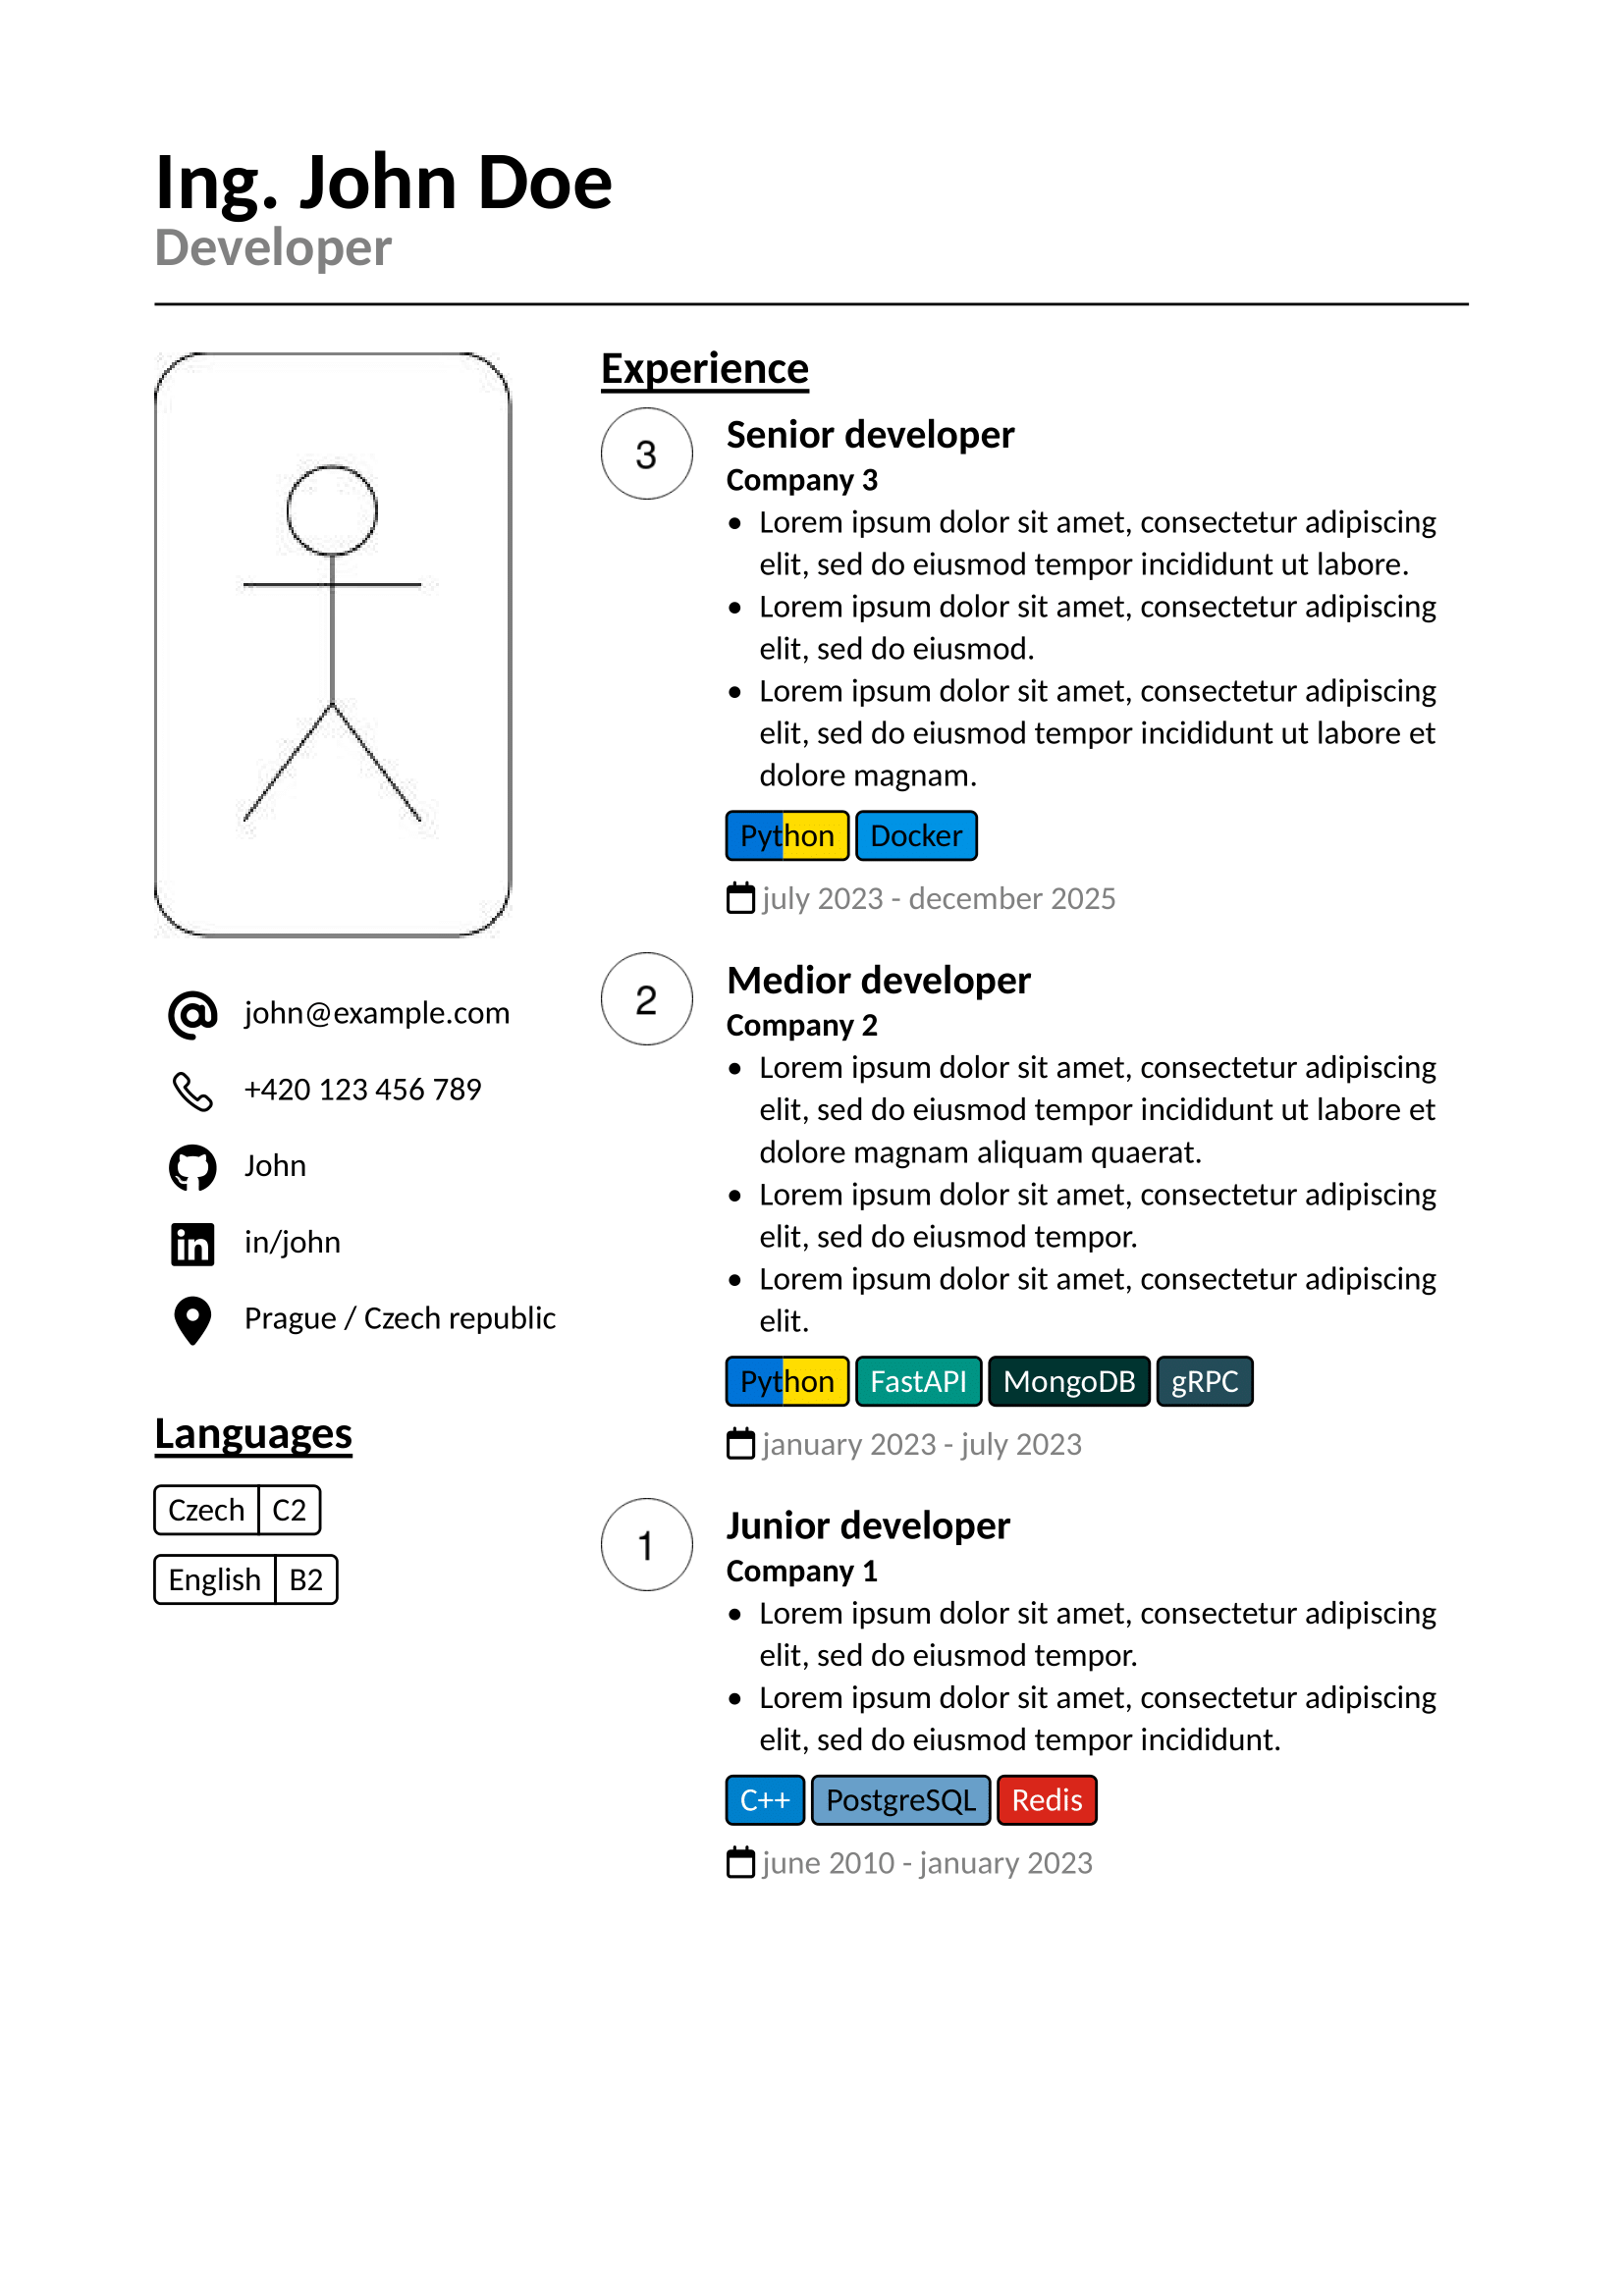 Ing. John Doe
Developer
john@example.com
+420 123 456 789
John
in/john
Prague / Czech republic
Languages
Czech C2
English B2
Experience
3
Senior developer
Company 3
• Lorem ipsum dolor sit amet, consectetur adipiscing
elit, sed do eiusmod tempor incididunt ut labore.
• Lorem ipsum dolor sit amet, consectetur adipiscing
elit, sed do eiusmod.
• Lorem ipsum dolor sit amet, consectetur adipiscing
elit, sed do eiusmod tempor incididunt ut labore et
dolore magnam.
Python Docker
july 2023 - december 2025
2
Medior developer
Company 2
• Lorem ipsum dolor sit amet, consectetur adipiscing
elit, sed do eiusmod tempor incididunt ut labore et
dolore magnam aliquam quaerat.
• Lorem ipsum dolor sit amet, consectetur adipiscing
elit, sed do eiusmod tempor.
• Lorem ipsum dolor sit amet, consectetur adipiscing
elit.
Python FastAPI MongoDB gRPC
january 2023 - july 2023
1
Junior developer
Company 1
• Lorem ipsum dolor sit amet, consectetur adipiscing
elit, sed do eiusmod tempor.
• Lorem ipsum dolor sit amet, consectetur adipiscing
elit, sed do eiusmod tempor incididunt.
C++ PostgreSQL Redis
june 2010 - january 2023